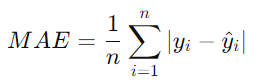 MAE = \frac{1}{n} \sum_{i=1}^{n} |y_i - \hat{y}_i|